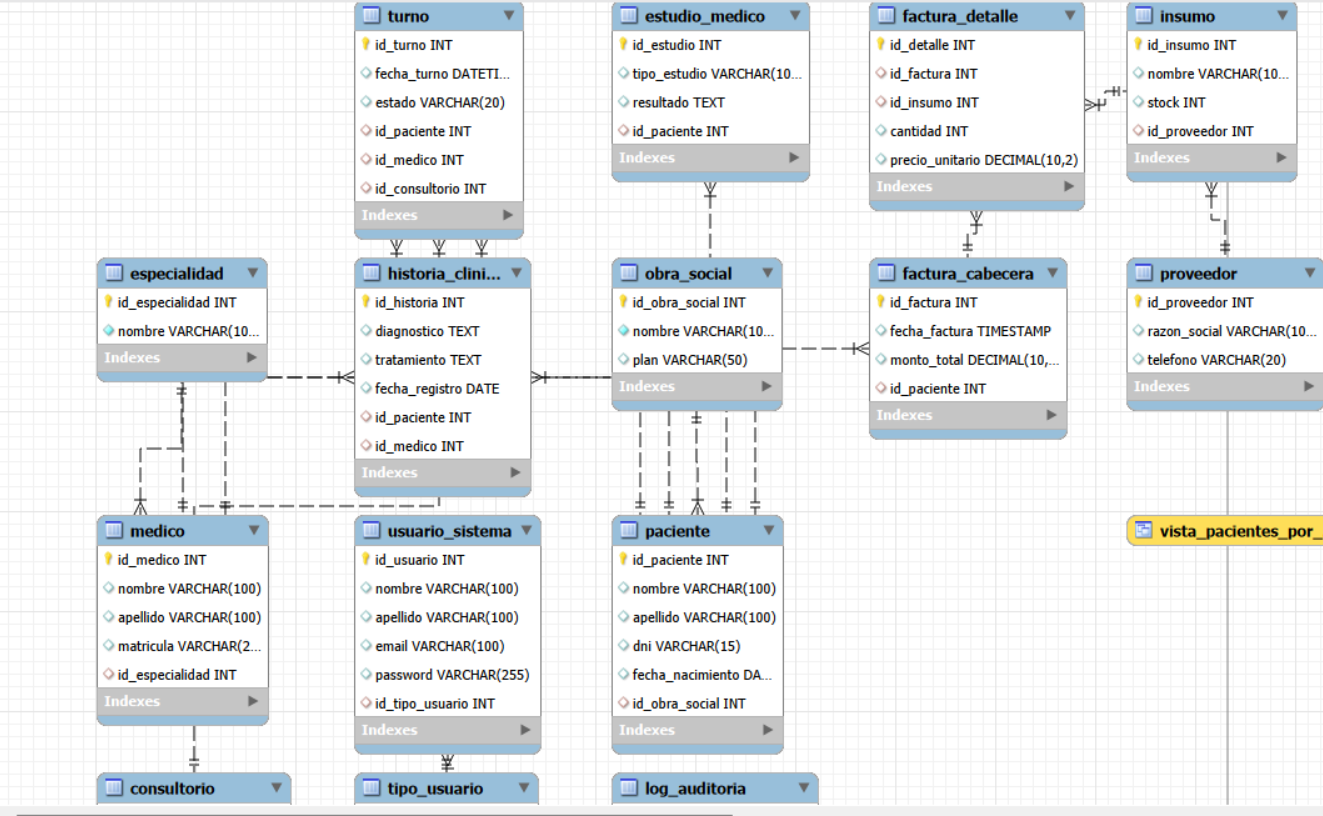 turno
id_turno INT
fecha_turno DATETI...
estado VARCHAR(20)
id_paciente INT
id_medico INT
id_consultorio INT
Indexes
estudio_medico
id_estudio INT
tipo_estudio VARCHAR(10...
resultado TEXT
id_paciente INT
Indexes
factura_detalle
id_detalle INT
id_factura INT
id_insumo INT
cantidad INT
precio_unitario DECIMAL(10,2)
Indexes
insumo
id_insumo INT
nombre VARCHAR(10...
stock INT
id_proveedor INT
Indexes
especialidad
id_especialidad INT
nombre VARCHAR(10...
Indexes
historia_clini...
id_historia INT
diagnostico TEXT
tratamiento TEXT
fecha_registro DATE
id_paciente INT
id_medico INT
Indexes
obra_social
id_obra_social INT
nombre VARCHAR(10...
plan VARCHAR(50)
Indexes
factura_cabecera
id_factura INT
fecha_factura TIMESTAMP
monto_total DECIMAL(10,...
id_paciente INT
Indexes
proveedor
id_proveedor INT
razon_social VARCHAR(10...
telefono VARCHAR(20)
Indexes
medico
id_medico INT
nombre VARCHAR(100)
apellido VARCHAR(100)
matricula VARCHAR(2...
id_especialidad INT
Indexes
usuario_sistema
id_usuario INT
nombre VARCHAR(100)
apellido VARCHAR(100)
email VARCHAR(100)
password VARCHAR(255)
id_tipo_usuario INT
Indexes
paciente
id_paciente INT
nombre VARCHAR(100)
apellido VARCHAR(100)
dni VARCHAR(15)
fecha_nacimiento DA...
id_obra_social INT
Indexes
vista_pacientes_por_
consultorio
tipo_usuario
log_auditoria